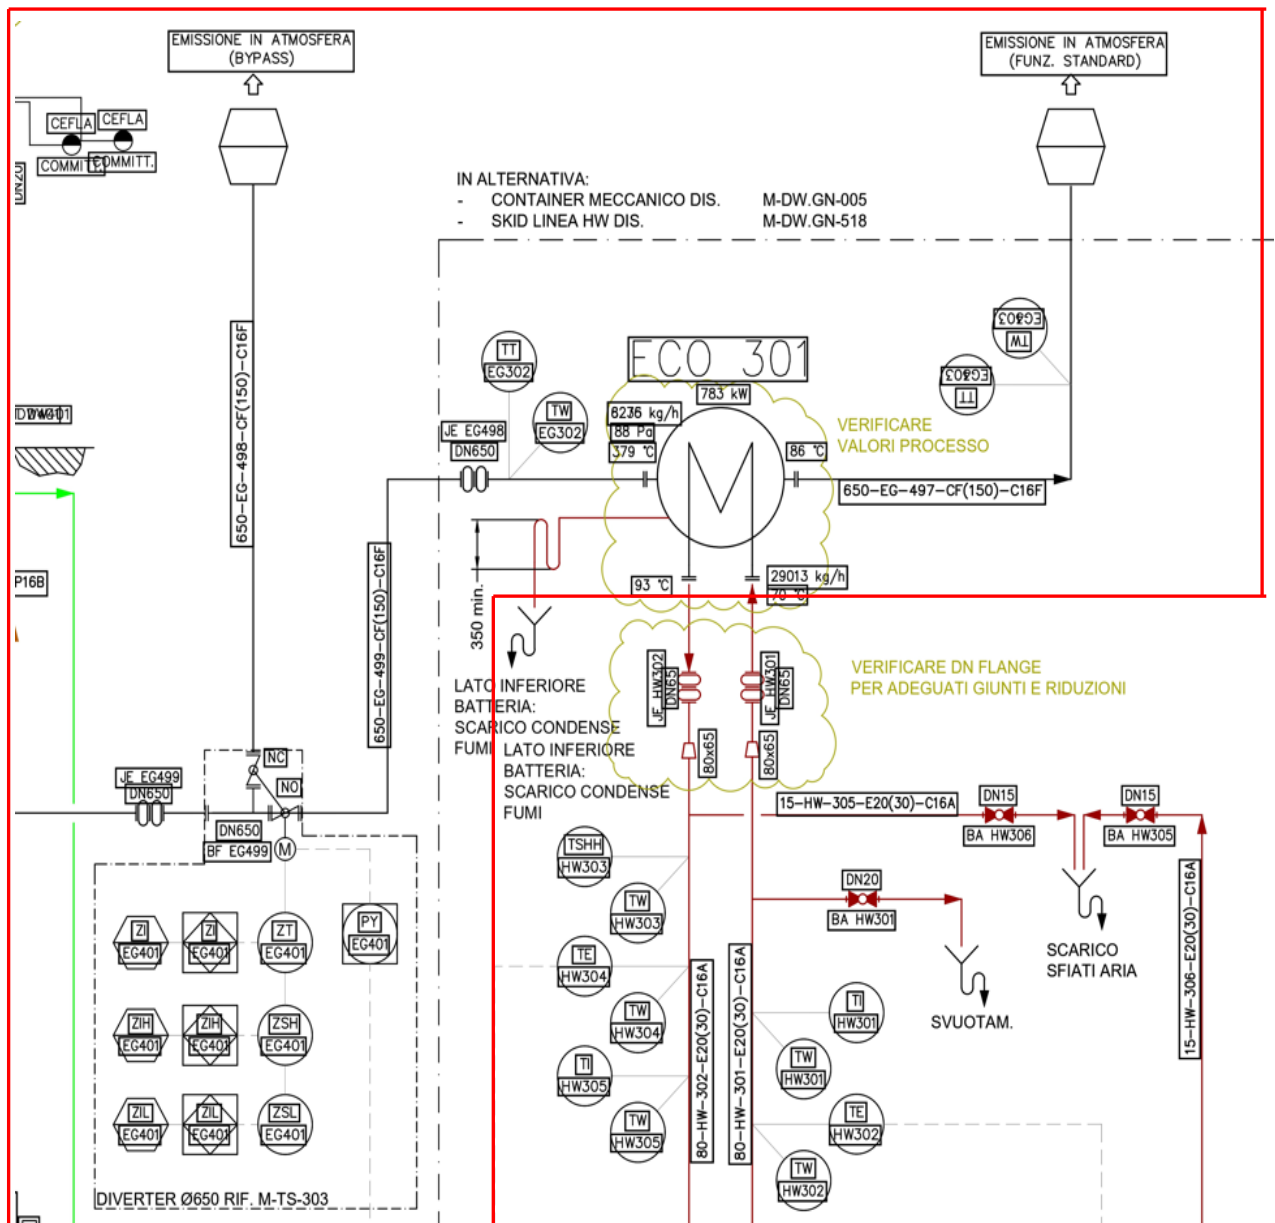 EMISSIONE IN ATMOSFERA
(BYPASS)
EMISSIONE IN ATMOSFERA
(FUNZ. STANDARD)
CEFLA
CEFLA
COMMITT.
COMMITT.
DN20
IN ALTERNATIVA:
- CONTAINER MECCANICO DIS. M-DW.GN-005
- SKID LINEA HW DIS. M-DW.GN-518
650-EG-498-CF(150)-C16F
TT
EG302
TW
EG302
JE EG498
DN650
ECO 301
783 kW
8236 kg/h
88 Pa
379 °C
86 °C
VERIFICARE
VALORI PROCESSO
EG303
TW
EG303
TT
650-EG-497-CF(150)-C16F
P16B
650-EG-499-CF(150)-C16F
350 min.
93 °C
29013 kg/h
70 °C
JE HW302
DN65
JE HW301
DN65
VERIFICARE DN FLANGE
PER ADEGUATI GIUNTI E RIDUZIONI
LATO INFERIORE
BATTERIA:
SCARICO CONDENSE
FUMI
LATO INFERIORE
BATTERIA:
SCARICO CONDENSE
FUMI
80x65
80x65
NC
NO
JE EG499
DN650
DN650
BF EG499
M
15-HW-305-E20(30)-C16A
DN15
BA HW306
DN15
BA HW305
TSHH
HW303
TW
HW303
DN20
BA HW301
ZI
EG401
ZI
EG401
ZT
EG401
PY
EG401
TE
HW304
TW
HW304
SCARICO
SFIATI ARIA
SVUOTAM.
15-HW-306-E20(30)-C16A
ZIH
EG401
ZIH
EG401
ZSH
EG401
TI
HW305
TW
HW305
80-HW-302-E20(30)-C16A
80-HW-301-E20(30)-C16A
TI
HW301
TW
HW301
ZIL
EG401
ZIL
EG401
ZSL
EG401
TE
HW302
TW
HW302
DIVERTER Ø650 RIF. M-TS-303